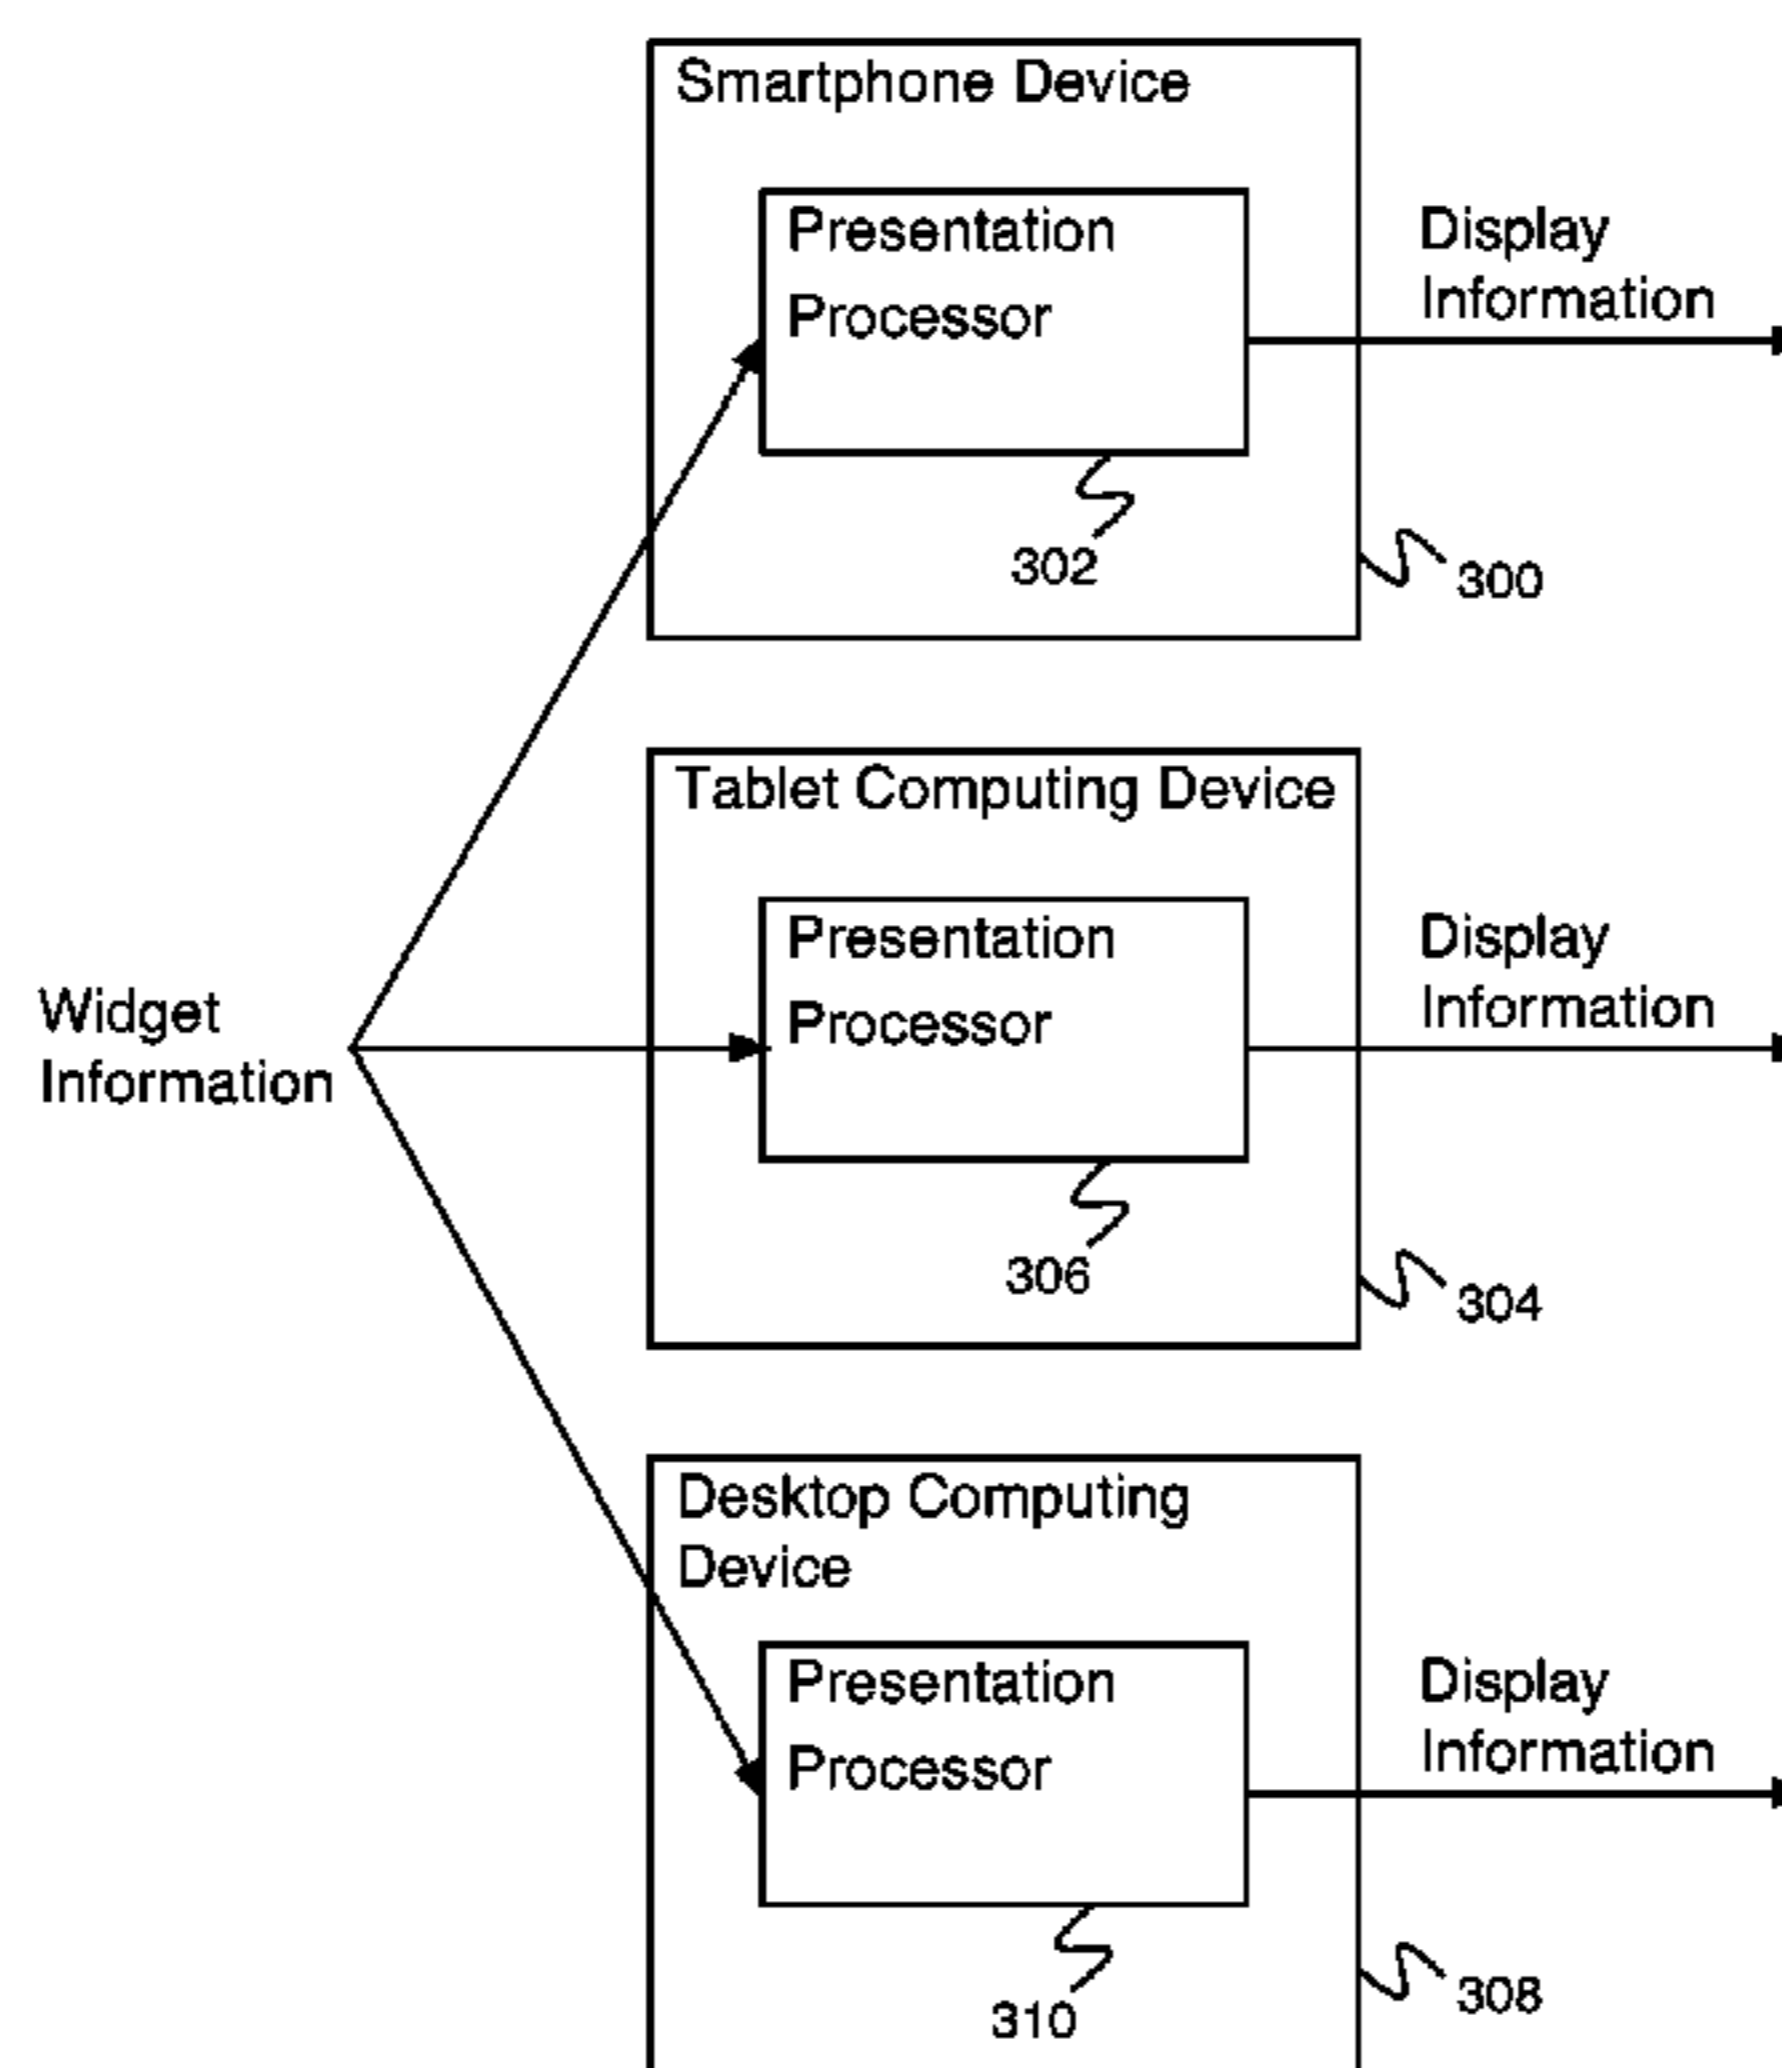 Smartphone Device
Presentation
Processor
Display
Information
302
300
Tablet Computing Device
Presentation
Processor
Display
Information
Widget
Information
306
304
Desktop Computing
Device
Presentation
Processor
Display
Information
310
308